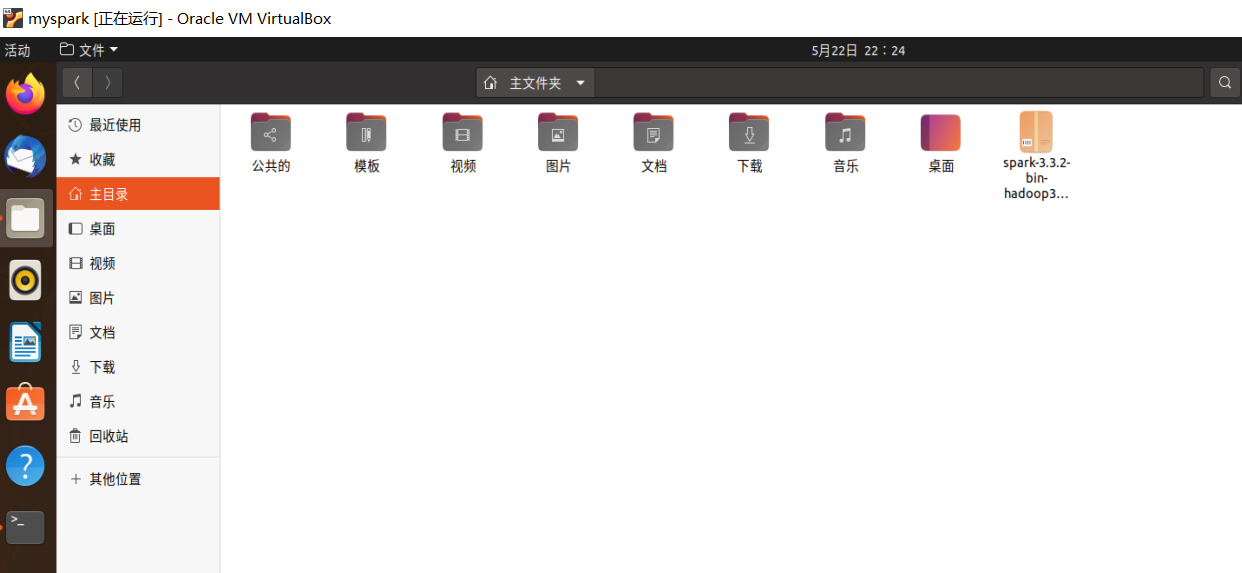 myspark [正在运行] - Oracle VM VirtualBox
活动 文件 5月22日 22：24
主文件夹
最近使用
收藏
主目录
桌面
视频
图片
文档
下载
音乐
回收站
其他位置
公共的
模板
视频
图片
文档
下载
音乐
桌面
spark-3.3.2-
bin-
hadoop3...